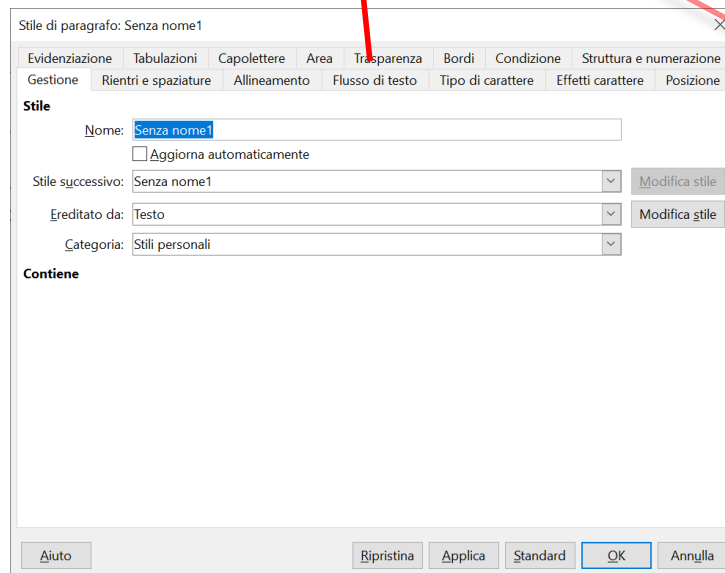 Stile di paragrafo: Senza nome1
Evidenziazione Tabulazioni Capolettere Area Trasparenza Bordi Condizione Struttura e numerazione
Gestione Rientri e spaziature Allineamento Flusso di testo Tipo di carattere Effetti carattere Posizione
Stile
Nome: Senza nome1
Aggiorna automaticamente
Stile successivo: Senza nome1 Modifica stile
Ereditato da: Testo Modifica stile
Categoria: Stili personali
Contiene
Aiuto Ripristina Applica Standard OK Annulla